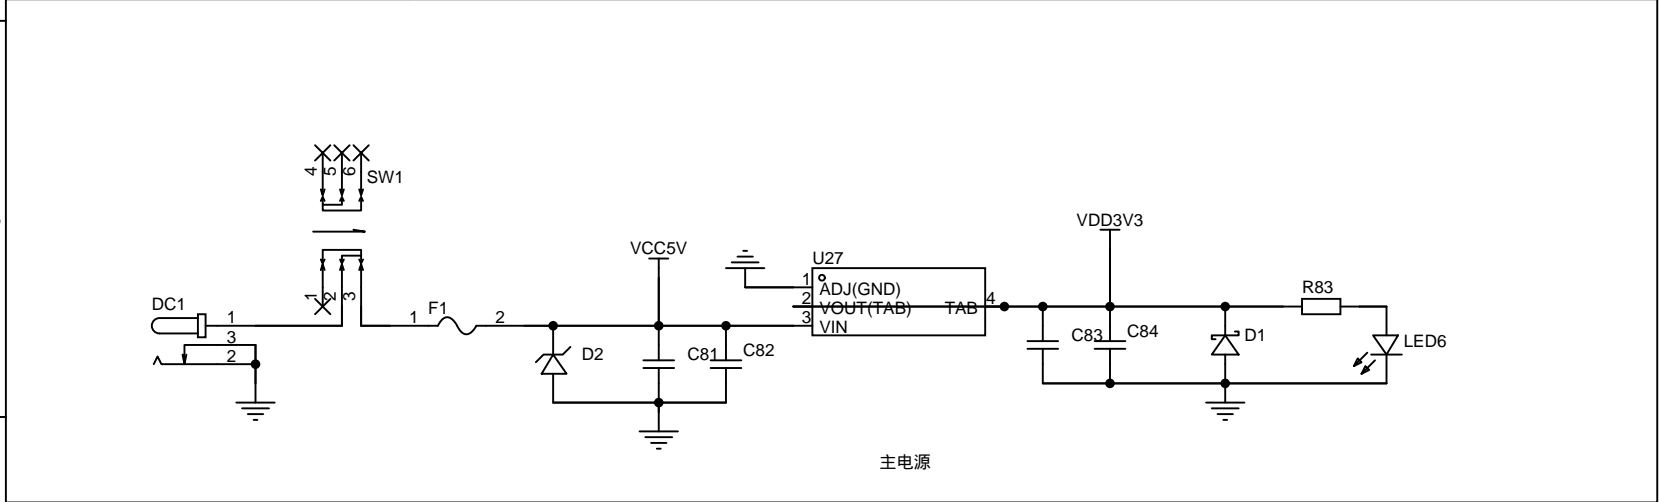 4 5 6
SW1
1 2 3
DC1
1
3
2
F1
1 2
VCC5V
D2
C81
C82
U27
1
ADJ(GND)
2
VOUT(TAB)
3
VIN
TAB
4
VDD3V3
C83
C84
D1
R83
LED6
主电源